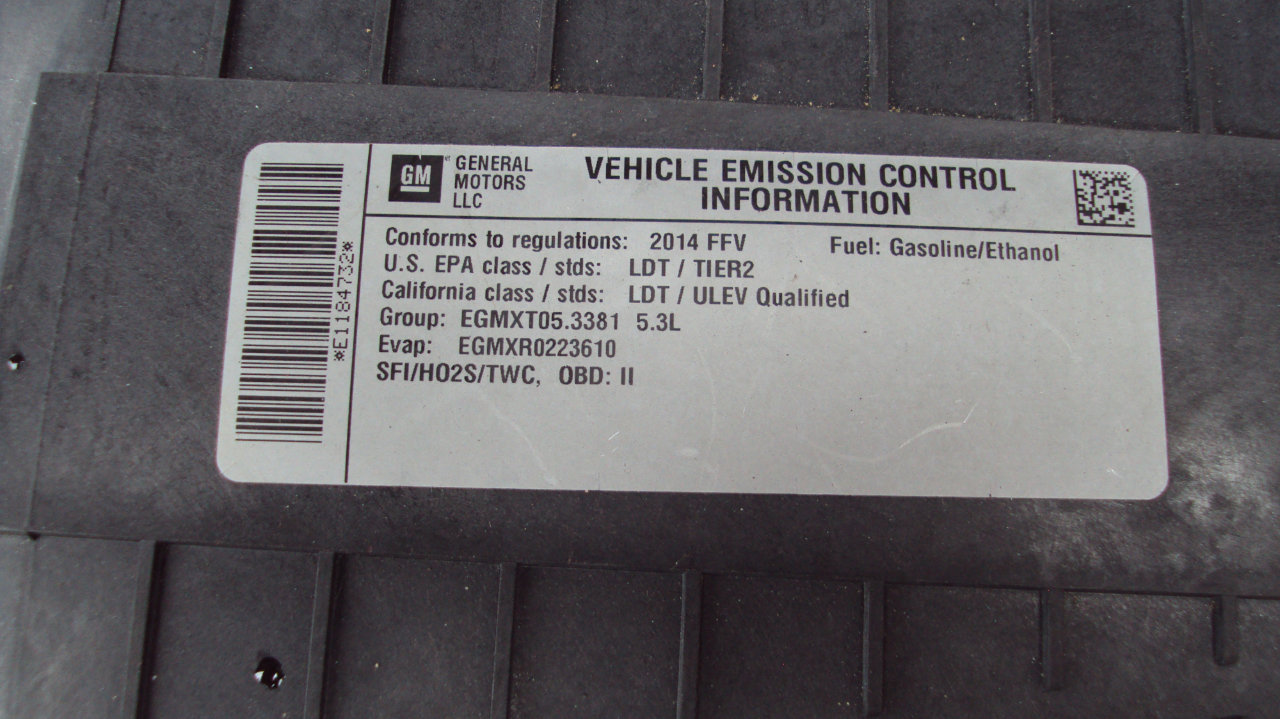 *E1184732*
GM
GENERAL
MOTORS
LLC
VEHICLE EMISSION CONTROL
INFORMATION
Conforms to regulations: 2014 FFV Fuel: Gasoline/Ethanol
U.S. EPA class / stds: LDT / TIER2
California class / stds: LDT / ULEV Qualified
Group: EGMXT05.3381 5.3L
Evap: EGMXR0223610
SFI/HO2S/TWC, OBD: II